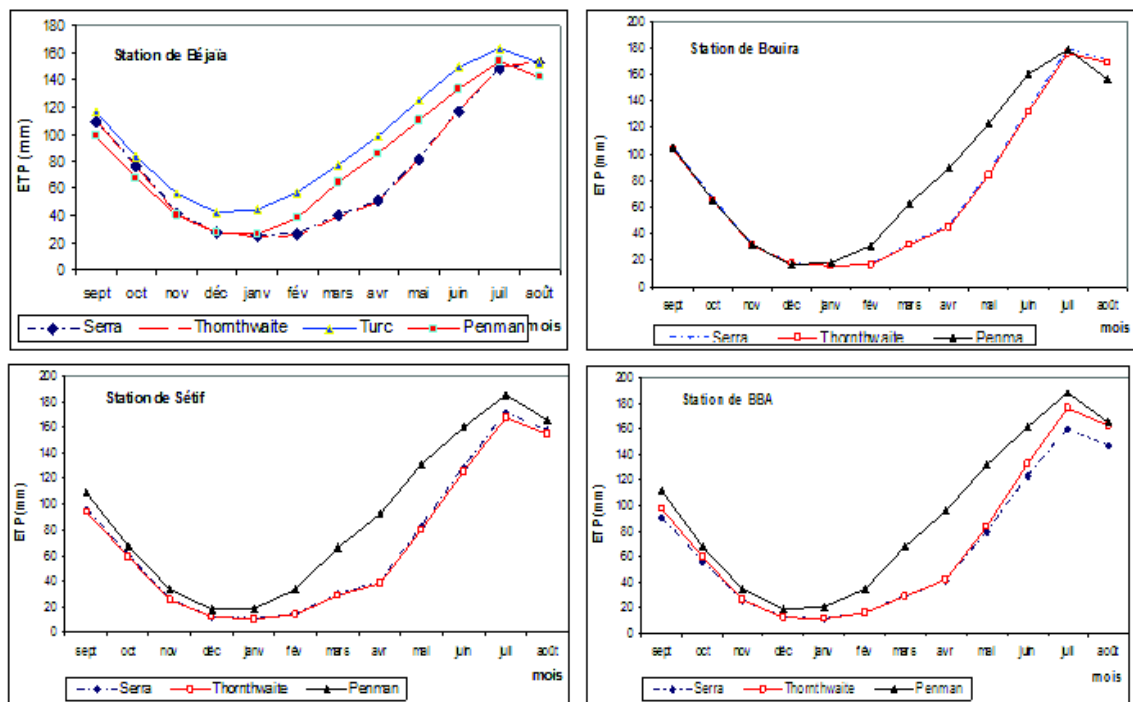 Station de Béjaïa
180
160
140
120
100
80
60
40
20
0
ETP (mm)
sept oct nov déc janv fév mars avr mai juin juil août
mois
Serra Thornthwaite Turc Penman
Station de Bouira
200
180
160
140
120
100
80
60
40
20
0
ETP (mm)
sept oct nov déc janv fév mars avr mai juin juil août
mois
Serra Thornthwaite Penma
Station de Sétif
200
180
160
140
120
100
80
60
40
20
0
ETP (mm)
sept oct nov déc janv fév mars avr mai juin juil août
mois
Serra Thornthwaite Penman
Station de BBA
200
180
160
140
120
100
80
60
40
20
0
ETP (mm)
sept oct nov déc janv fév mars avr mai juin juil août
mois
Serra Thornthwaite Penman